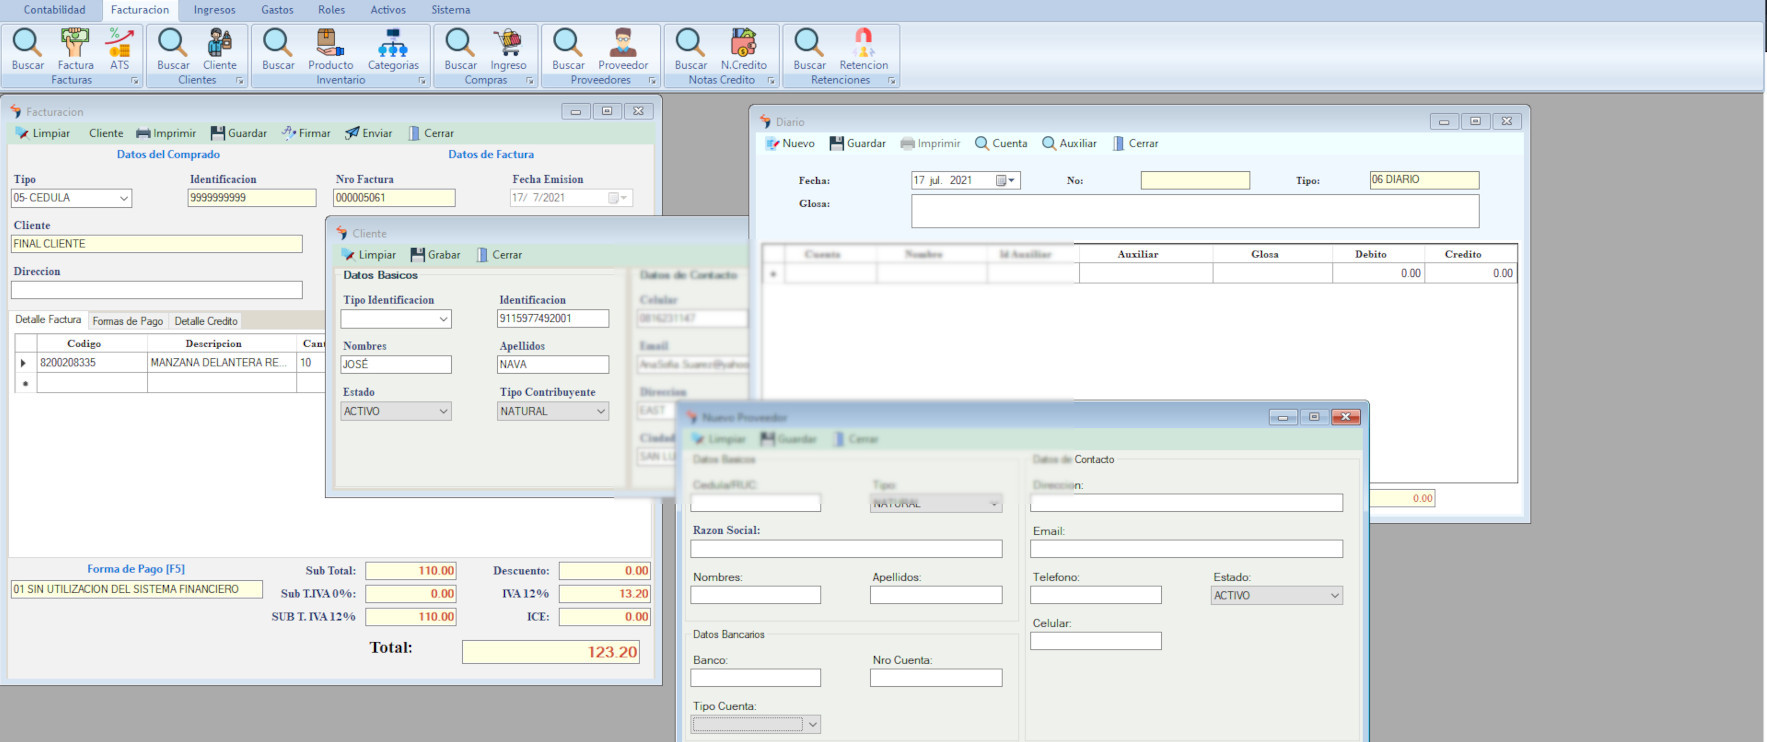 Contabilidad Facturacion Ingresos Gastos Roles Activos Sistema
Buscar Factura ATS Buscar Cliente Buscar Producto Categorias Buscar Ingreso Buscar Proveedor Buscar N.Credito Buscar Retencion
Facturas Clientes Inventario Compras Proveedores Notas Credito Retenciones
Facturacion
Limpiar Cliente Imprimir Guardar Firmar Enviar Cerrar
Datos del Comprado Datos de Factura
Tipo Identificacion Nro Factura Fecha Emision
05- CEDULA 9999999999 000005061 17/ 7/2021
Cliente
FINAL CLIENTE
Direccion
Detalle Factura Formas de Pago Detalle Credito
Codigo Descripcion Cant
8200208335 MANZANA DELANTERA RE... 10
Forma de Pago [F5]
01 SIN UTILIZACION DEL SISTEMA FINANCIERO
Sub Total: 110.00 Descuento: 0.00
Sub T.IVA 0%: 0.00 IVA 12% 13.20
SUB T. IVA 12% 110.00 ICE: 0.00
Total: 123.20
Cliente
Limpiar Grabar Cerrar
Datos Basicos Datos de Contacto
Tipo Identificacion Identificacion Celular
9115977492001 0816231147
Nombres Apellidos Email
JOSÉ NAVA AnaSofia.Suarez@yahoo
Estado Tipo Contribuyente Direccion
ACTIVO NATURAL EAST
Ciudad
SAN LU
Diario
Nuevo Guardar Imprimir Cuenta Auxiliar Cerrar
Fecha: 17 jul. 2021 No: Tipo: 06 DIARIO
Glosa:
Cuenta Nombre Id Auxiliar Auxiliar Glosa Debito Credito
0.00 0.00
0.00
Nuevo Proveedor
Limpiar Guardar Cerrar
Datos Basicos Datos de Contacto
Cedula/RUC: Tipo: Direccion:
NATURAL
Razon Social: Email:
Nombres: Apellidos: Telefono: Estado:
ACTIVO
Celular:
Datos Bancarios
Banco: Nro Cuenta:
Tipo Cuenta: